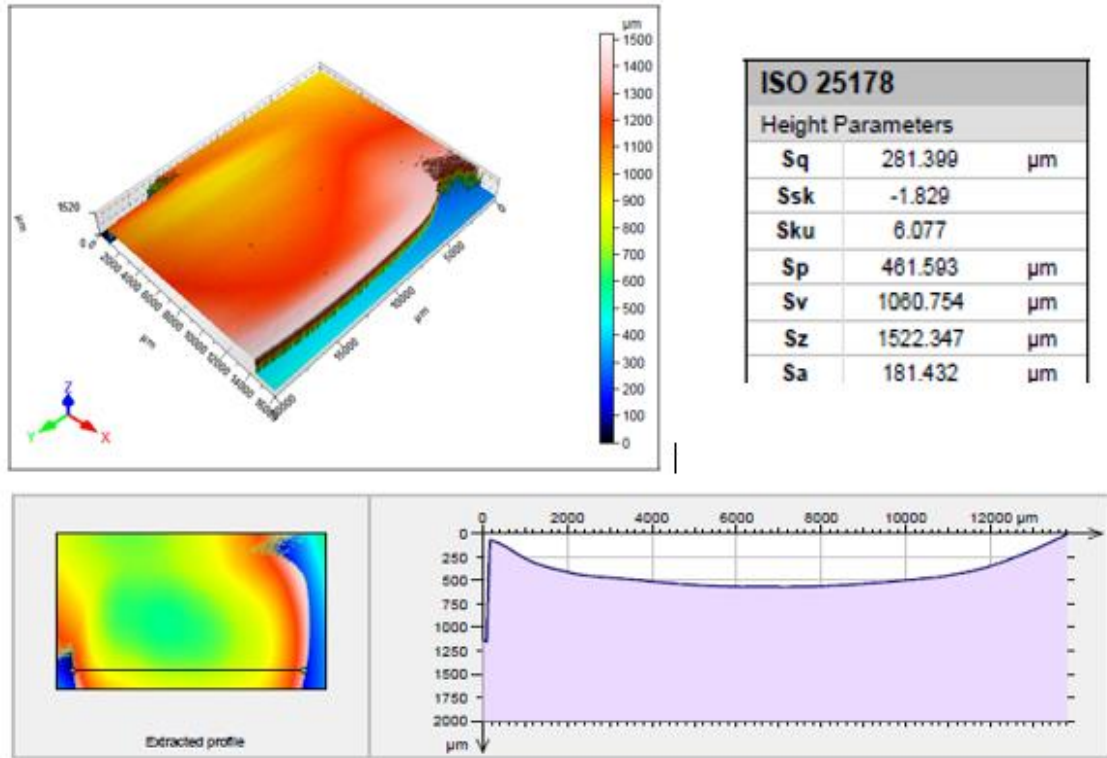 µm
1500
1400
1300
1200
1100
1000
900
800
700
600
500
400
300
200
100
0
µm
1520
0
0
2000
4000
6000
8000
10000
12000
14000
µm
0
5000
10000
15000
µm
Z
Y
X
ISO 25178
Height Parameters
Sq 281.399 µm
Ssk -1.829
Sku 6.077
Sp 461.593 µm
Sv 1060.754 µm
Sz 1522.347 µm
Sa 181.432 µm
Extracted profile
0 2000 4000 6000 8000 10000 12000 µm
0
250
500
750
1000
1250
1500
1750
2000
µm